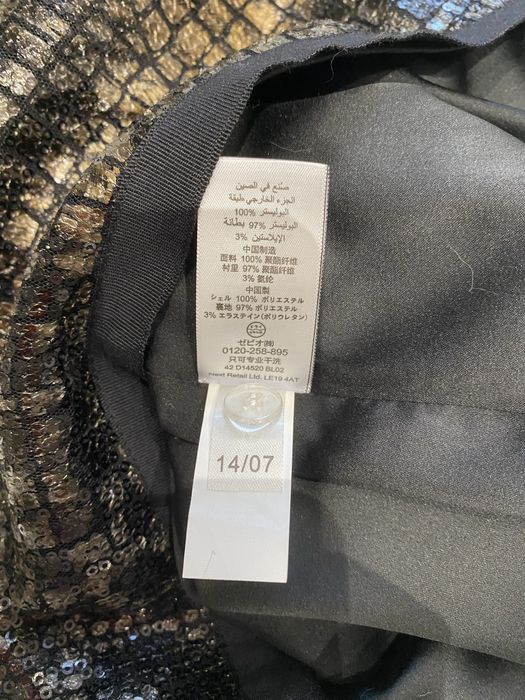 صنع في الصين
الجزء الخارجي طبقة
البوليستر 100%
البوليستر 97% بطانة
الإيلاستين 3%
中国制造
面料 100% 聚酯纤维
衬里 97% 聚酯纤维
3% 氨纶
中国製
シェル 100% ポリエステル
裏地 97% ポリエステル
3% エラステイン(ポリウレタン)
ゼビオ㈱
0120-258-895
只可专业干洗
42 D14520 BL02
Next Retail Ltd. LE19 4AT
14/07